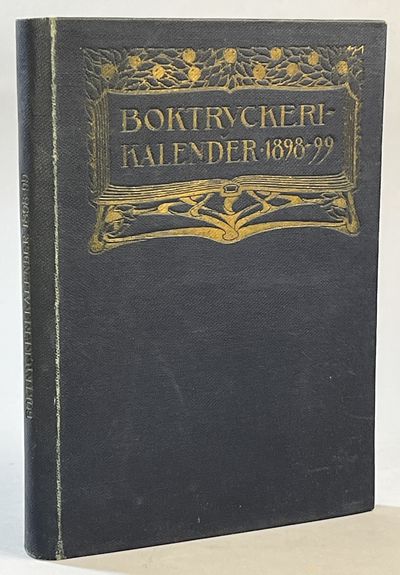 BOKTRYCKERI-
KALENDER · 1898-99
BOKTRYCKERI KALENDER 1898-99